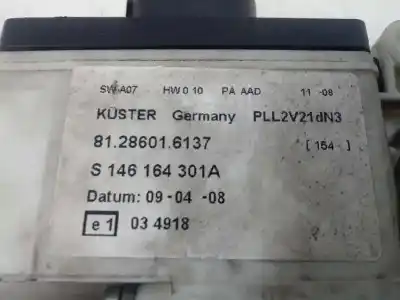 SW A07 HW 0 10 PA AAD 11 -08
KÜSTER Germany PLL2V21dN3
81.28601.6137 [ 154 - ]
S 146 164 301A
Datum: 09-04 -08
e 1 03 4918